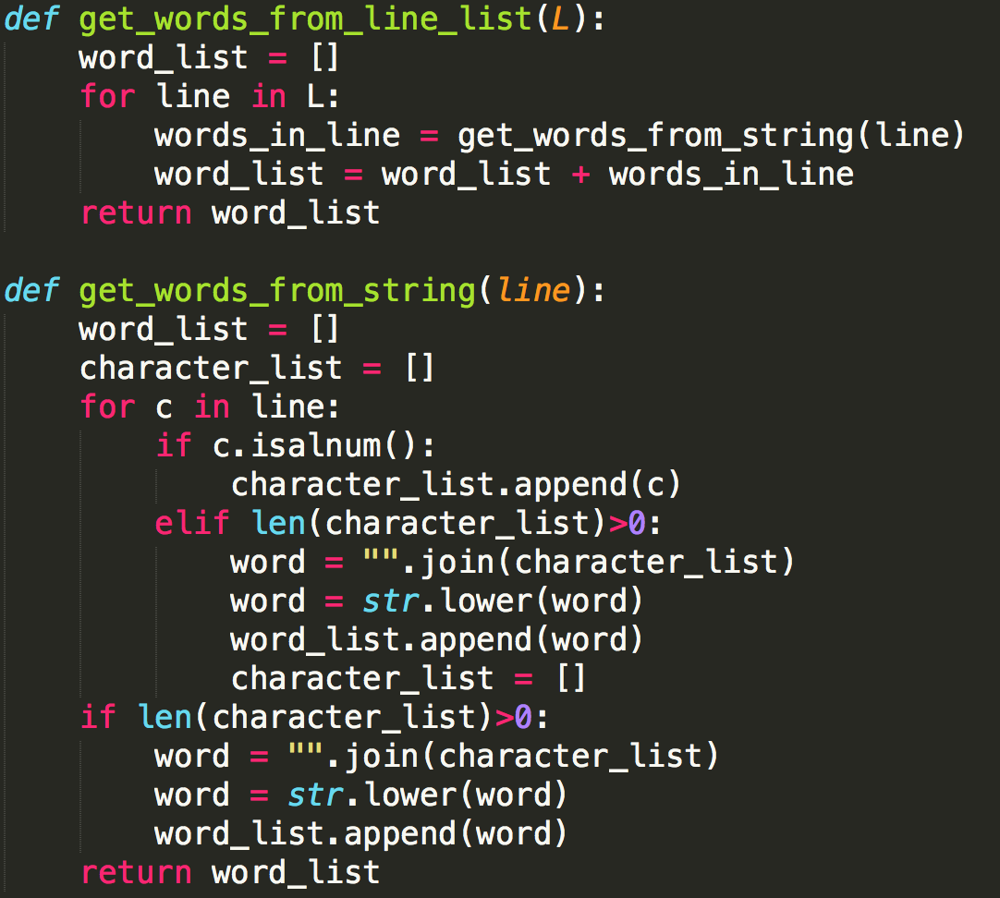 def get_words_from_line_list(L):
    word_list = []
    for line in L:
        words_in_line = get_words_from_string(line)
        word_list = word_list + words_in_line
    return word_list

def get_words_from_string(line):
    word_list = []
    character_list = []
    for c in line:
        if c.isalnum():
            character_list.append(c)
        elif len(character_list)>0:
            word = "".join(character_list)
            word = str.lower(word)
            word_list.append(word)
            character_list = []
    if len(character_list)>0:
        word = "".join(character_list)
        word = str.lower(word)
        word_list.append(word)
    return word_list